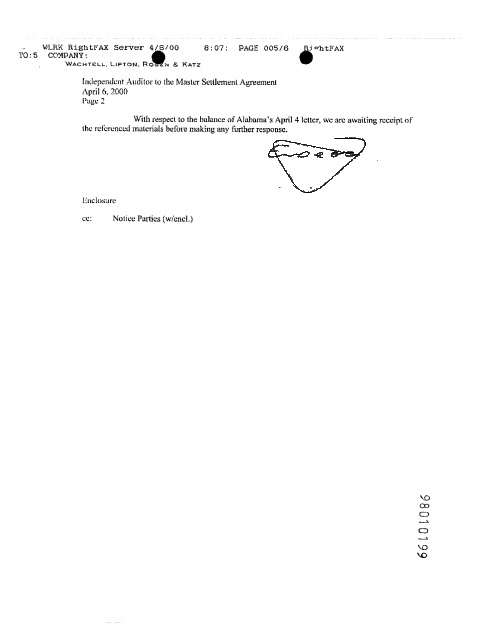 WLRK RightFAX Server 4/6/00 8:07: PAGE 005/6 RightFAX
TO:5 COMPANY:
WACHTELL, LIPTON, ROSEN & KATZ
Independent Auditor to the Master Settlement Agreement
April 6, 2000
Page 2
With respect to the balance of Alabama's April 4 letter, we are awaiting receipt of
the referenced materials before making any further response.
Enclosure
cc: Notice Parties (w/encl.)
98010199